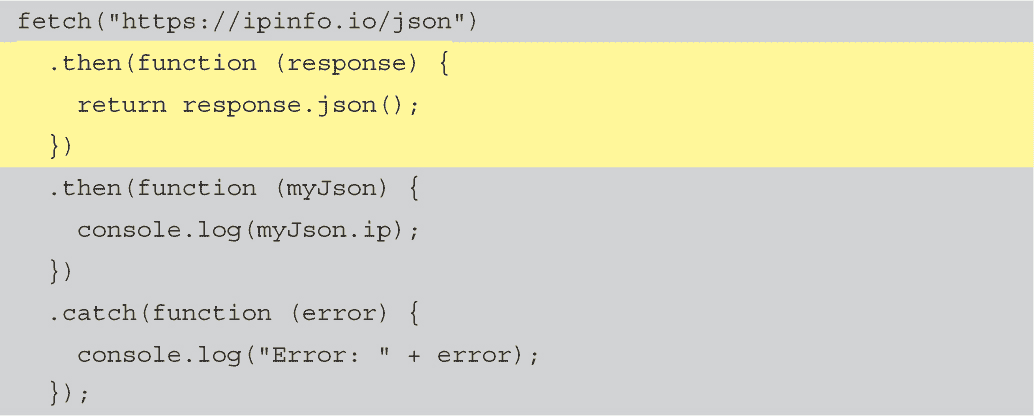 fetch("https://ipinfo.io/json")
  .then(function (response) {
    return response.json();
  })
  .then(function (myJson) {
    console.log(myJson.ip);
  })
  .catch(function (error) {
    console.log("Error: " + error);
  });